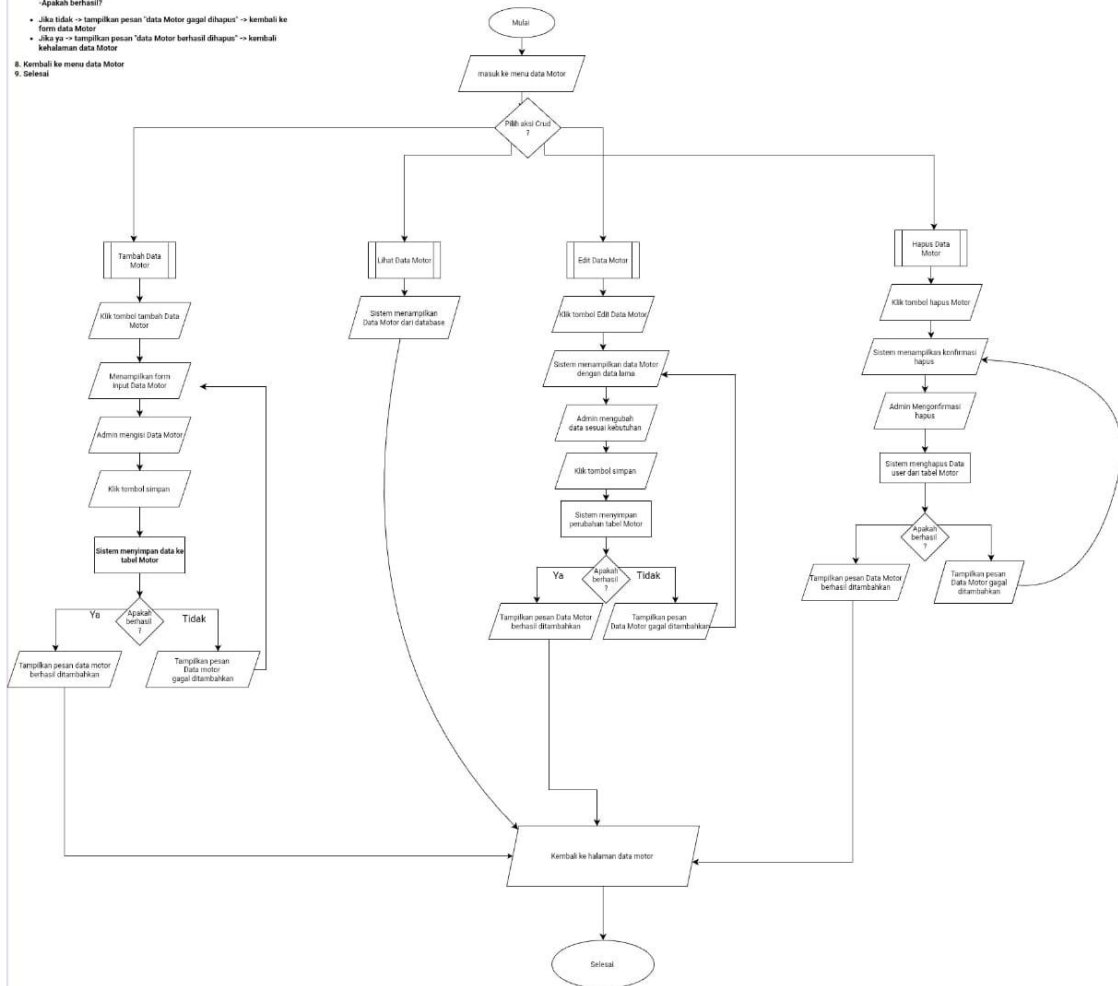 -Apakah berhasil?
• Jika tidak -> tampilkan pesan "data Motor gagal dihapus" -> kembali ke
form data Motor
• Jika ya -> tampilkan pesan "data Motor berhasil dihapus" -> kembali
kehalaman data Motor
8. Kembali ke menu data Motor
9. Selesai
Mulai
masuk ke menu data Motor
Pilih aksi Crud
?
Tambah Data
Motor
Klik tombol tambah Data
Motor
Menampilkan form
input Data Motor
Admin mengisi Data Motor
Klik tombol simpan
Sistem menyimpan data ke
tabel Motor
Apakah
berhasil
?
Ya
Tidak
Tampilkan pesan data motor
berhasil ditambahkan
Tampilkan pesan
Data motor
gagal ditambahkan
Lihat Data Motor
Sistem menampilkan
Data Motor dari database
Edit Data Motor
Klik tombol Edit Data Motor
Sistem menampilkan data Motor
dengan data lama
Admin mengubah
data sesuai kebutuhan
Klik tombol simpan
Sistem menyimpan
perubahan tabel Motor
Apakah
berhasil
?
Ya
Tidak
Tampilkan pesan Data Motor
berhasil ditambahkan
Tampilkan pesan
Data Motor gagal ditambahkan
Hapus Data
Motor
Klik tombol hapus Motor
Sistem menampilkan konfirmasi
hapus
Admin Mengonfirmasi
hapus
Sistem menghapus Data
user dari tabel Motor
Apakah
berhasil
?
Tampilkan pesan Data Motor
berhasil ditambahkan
Tampilkan pesan
Data Motor gagal
ditambahkan
Kembali ke halaman data motor
Selesai